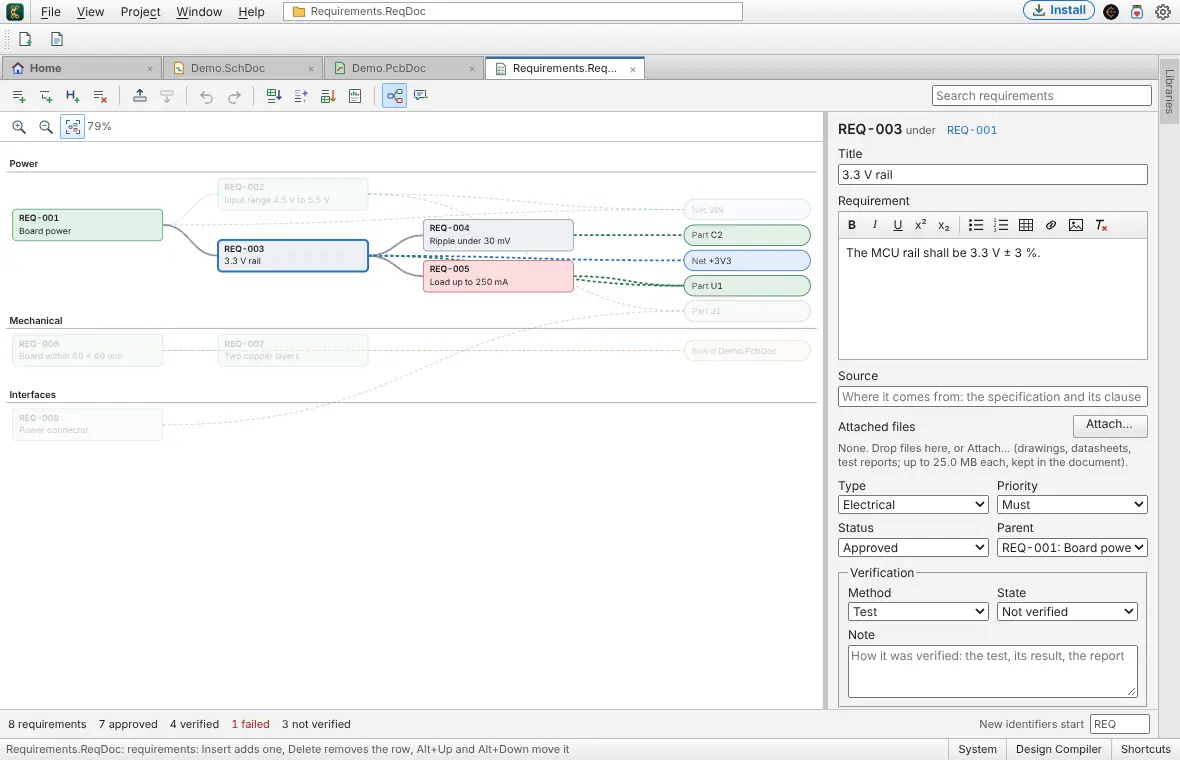 File View Project Window Help Requirements.ReqDoc Install
Home × Demo.SchDoc × Demo.PcbDoc × Requirements.Req... ×
Libraries
Search requirements
79%
Power
REQ-001
Board power
REQ-002
Input range 4.5 V to 5.5 V
REQ-003
3.3 V rail
REQ-004
Ripple under 30 mV
REQ-005
Load up to 250 mA
Net VIN
Part C2
Net +3V3
Part U1
Part J1
Mechanical
REQ-006
Board within 60 × 40 mm
REQ-007
Two copper layers
Board Demo.PcbDoc
Interfaces
REQ-008
Power connector
REQ-003 under REQ-001
Title
3.3 V rail
Requirement
B I U x² x₂
The MCU rail shall be 3.3 V ± 3 %.
Source
Where it comes from: the specification and its clause
Attached files Attach...
None. Drop files here, or Attach... (drawings, datasheets,
test reports; up to 25.0 MB each, kept in the document).
Type Priority
Electrical Must
Status Parent
Approved REQ-001: Board powe
Verification
Method State
Test Not verified
Note
How it was verified: the test, its result, the report
8 requirements 7 approved 4 verified 1 failed 3 not verified New identifiers start REQ
Requirements.ReqDoc: requirements: Insert adds one, Delete removes the row, Alt+Up and Alt+Down move it System Design Compiler Shortcuts